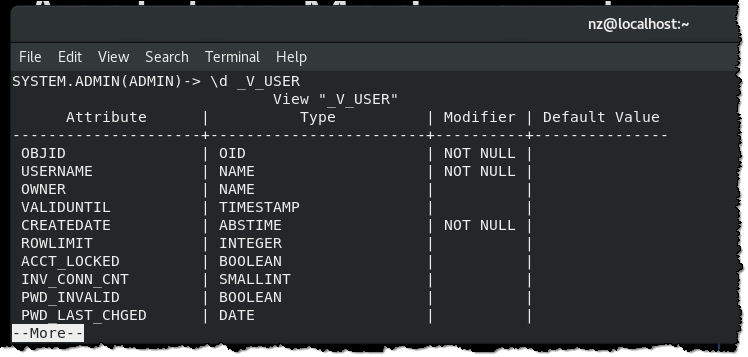 nz@localhost:~
File Edit View Search Terminal Help
SYSTEM.ADMIN(ADMIN)-> \d _V_USER
                             View "_V_USER"
      Attribute      |          Type          | Modifier | Default Value
---------------------+------------------------+----------+---------------
 OBJID               | OID                    | NOT NULL |
 USERNAME            | NAME                   | NOT NULL |
 OWNER               | NAME                   |          |
 VALIDUNTIL          | TIMESTAMP              |          |
 CREATEDATE          | ABSTIME                | NOT NULL |
 ROWLIMIT            | INTEGER                |          |
 ACCT_LOCKED         | BOOLEAN                |          |
 INV_CONN_CNT        | SMALLINT               |          |
 PWD_INVALID         | BOOLEAN                |          |
 PWD_LAST_CHGED      | DATE                   |          |
--More--